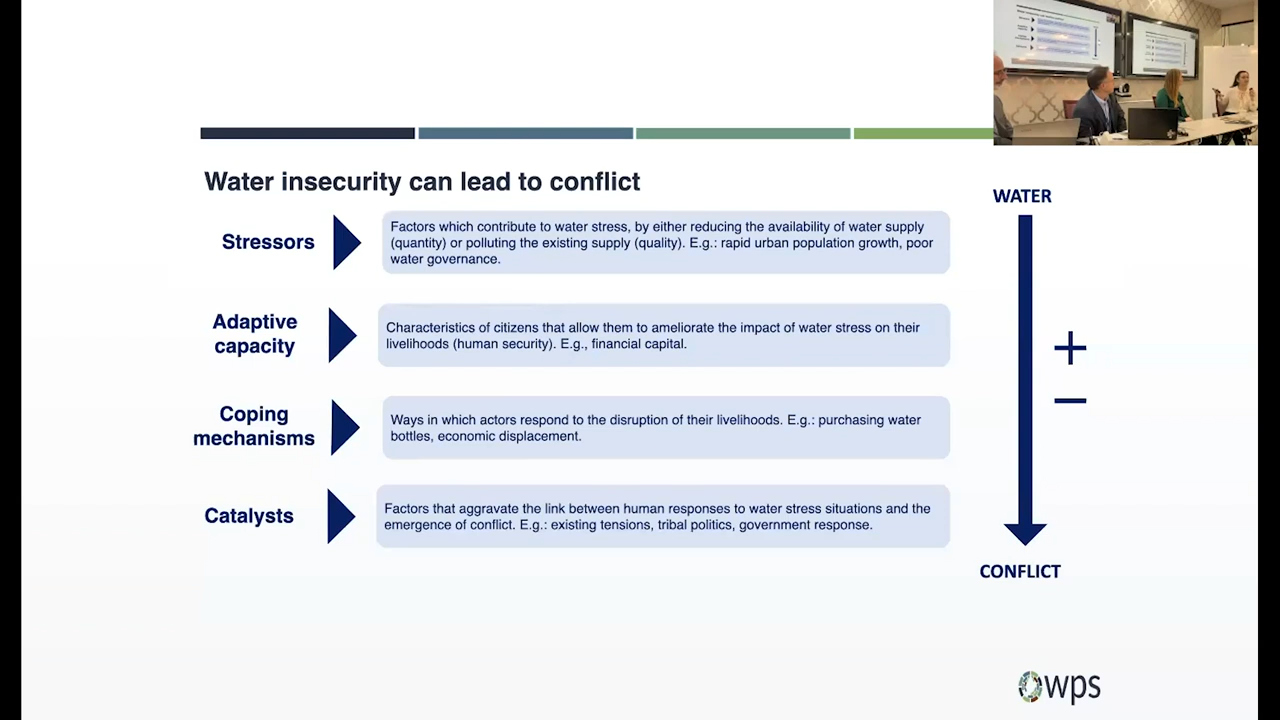 Water insecurity can lead to conflict
WATER
Stressors
Factors which contribute to water stress, by either reducing the availability of water supply
(quantity) or polluting the existing supply (quality). E.g.: rapid urban population growth, poor
water governance.
Adaptive
capacity
Characteristics of citizens that allow them to ameliorate the impact of water stress on their
livelihoods (human security). E.g., financial capital.
+
−
Coping
mechanisms
Ways in which actors respond to the disruption of their livelihoods. E.g.: purchasing water
bottles, economic displacement.
Catalysts
Factors that aggravate the link between human responses to water stress situations and the
emergence of conflict. E.g.: existing tensions, tribal politics, government response.
CONFLICT
wps